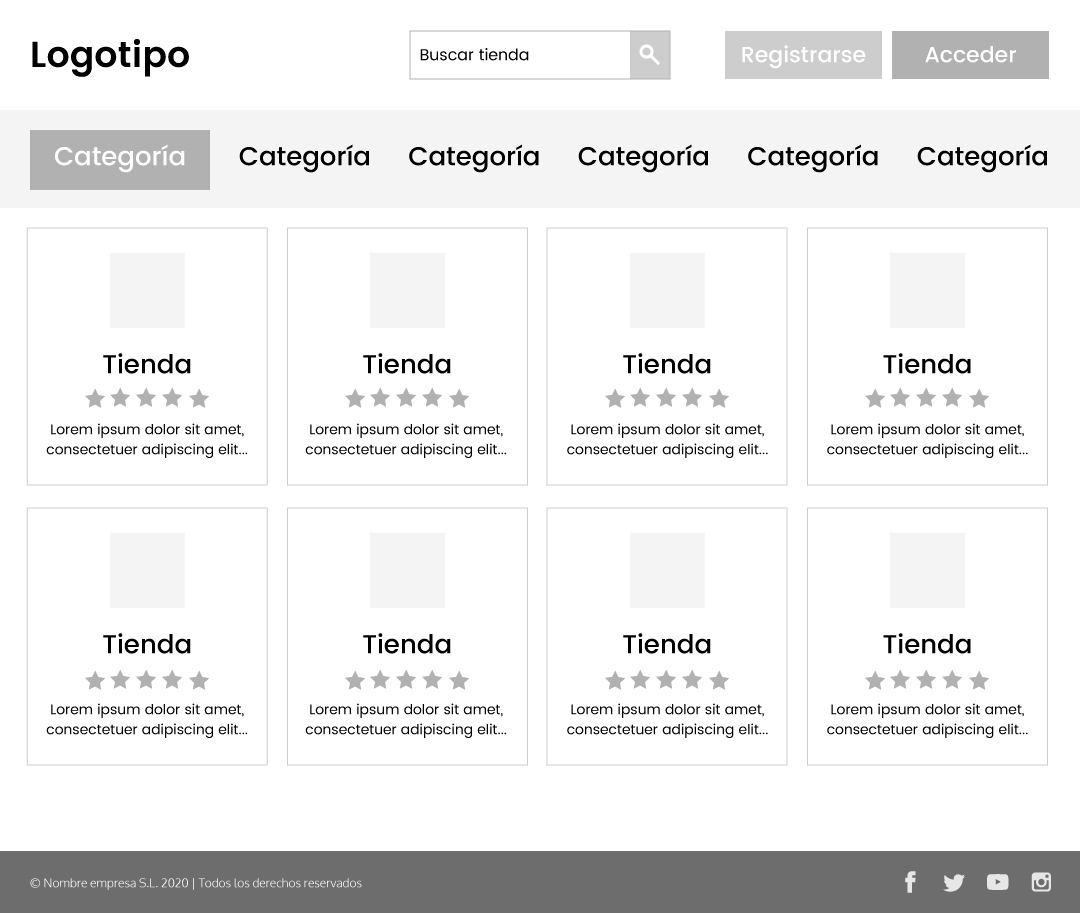 Logotipo
Buscar tienda
Registrarse
Acceder
Categoría Categoría Categoría Categoría Categoría Categoría
Tienda
Lorem ipsum dolor sit amet,
consectetuer adipiscing elit...
Tienda
Lorem ipsum dolor sit amet,
consectetuer adipiscing elit...
Tienda
Lorem ipsum dolor sit amet,
consectetuer adipiscing elit...
Tienda
Lorem ipsum dolor sit amet,
consectetuer adipiscing elit...
Tienda
Lorem ipsum dolor sit amet,
consectetuer adipiscing elit...
Tienda
Lorem ipsum dolor sit amet,
consectetuer adipiscing elit...
Tienda
Lorem ipsum dolor sit amet,
consectetuer adipiscing elit...
Tienda
Lorem ipsum dolor sit amet,
consectetuer adipiscing elit...
© Nombre empresa S.L. 2020 | Todos los derechos reservados